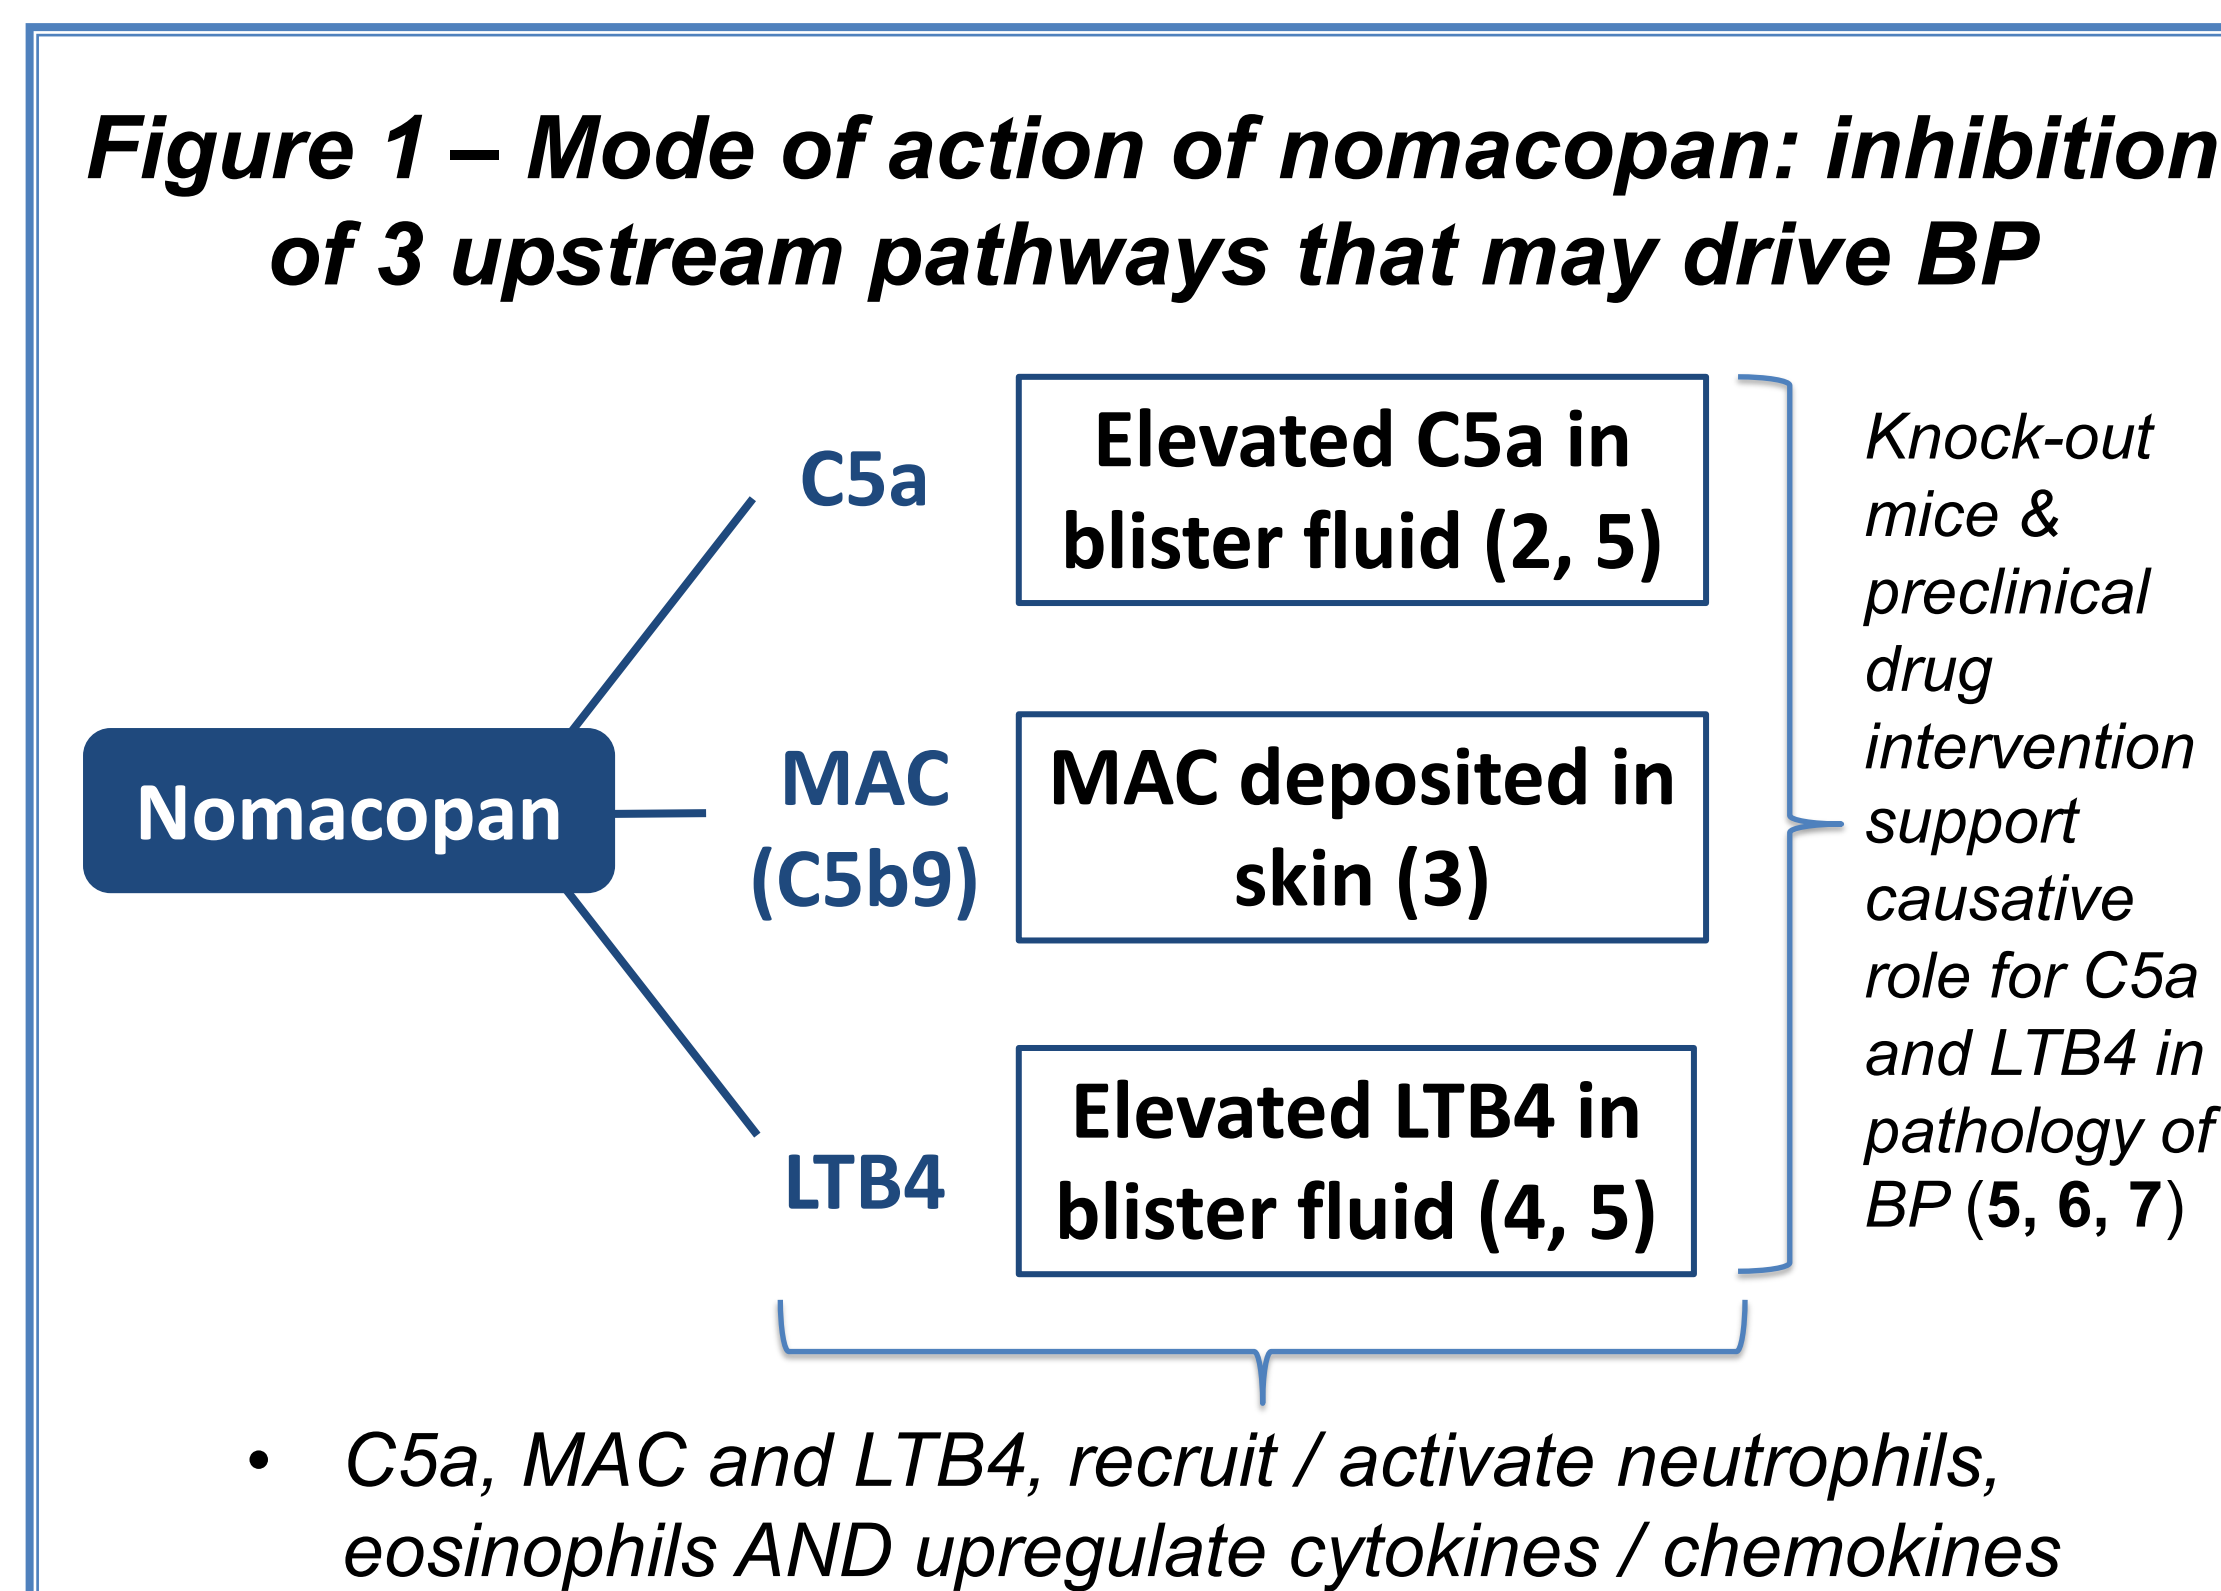 Figure 1 – Mode of action of nomacopan: inhibition
of 3 upstream pathways that may drive BP
Nomacopan
C5a
Elevated C5a in
blister fluid (2, 5)
MAC
(C5b9)
MAC deposited in
skin (3)
LTB4
Elevated LTB4 in
blister fluid (4, 5)
Knock-out
mice &
preclinical
drug
intervention
support
causative
role for C5a
and LTB4 in
pathology of
BP (5, 6, 7)
• C5a, MAC and LTB4, recruit / activate neutrophils,
eosinophils AND upregulate cytokines / chemokines